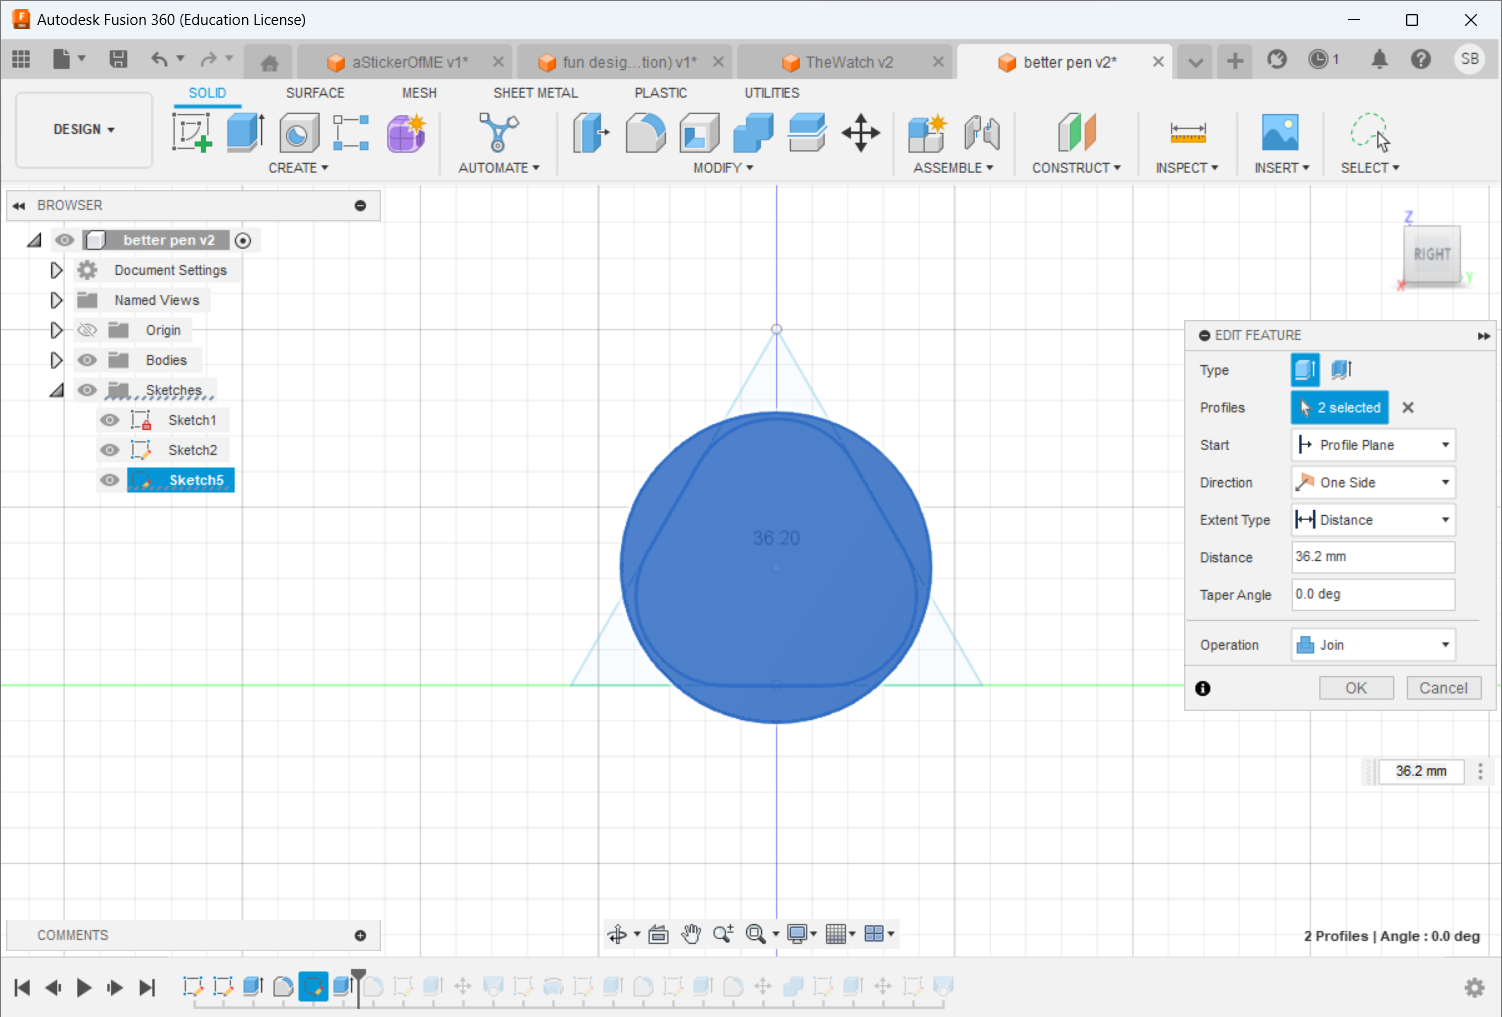 Autodesk Fusion 360 (Education License)
aStickerOfME v1*
fun desig...tion) v1*
TheWatch v2
better pen v2*
1
SB
SOLID
SURFACE
MESH
SHEET METAL
PLASTIC
UTILITIES
DESIGN
CREATE
AUTOMATE
MODIFY
ASSEMBLE
CONSTRUCT
INSPECT
INSERT
SELECT
BROWSER
better pen v2
Document Settings
Named Views
Origin
Bodies
Sketches
Sketch1
Sketch2
Sketch5
Z
RIGHT
X
Y
36.20
EDIT FEATURE
Type
Profiles
2 selected
Start
Profile Plane
Direction
One Side
Extent Type
Distance
Distance
36.2 mm
Taper Angle
0.0 deg
Operation
Join
OK
Cancel
36.2 mm
COMMENTS
2 Profiles | Angle : 0.0 deg